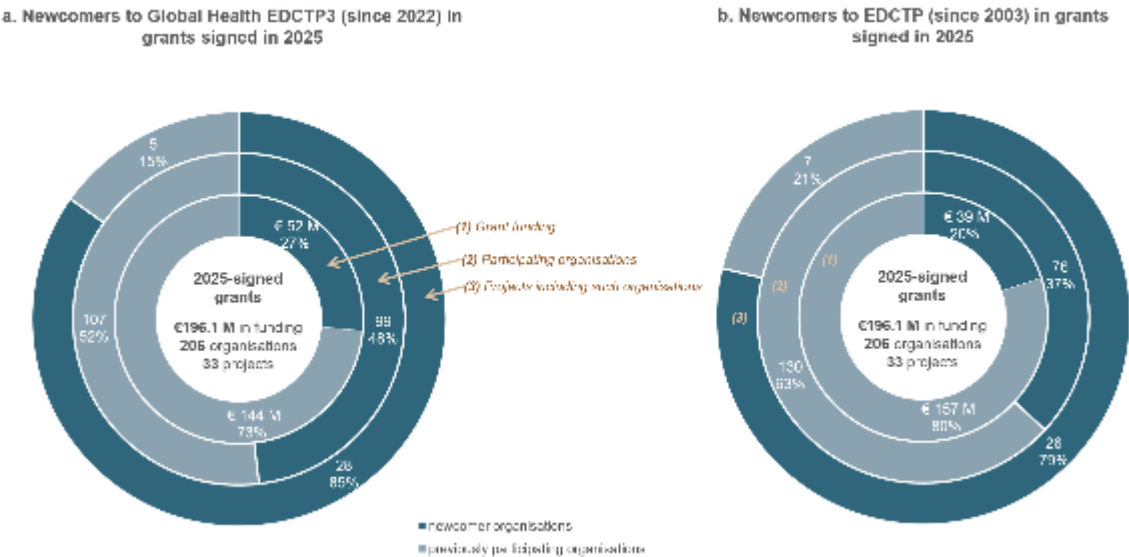 a. Newcomers to Global Health EDCTP3 (since 2022) in
grants signed in 2025
5
15%
€ 52 M
27%
(1) Grant funding
(2) Participating organisations
(3) Projects including such organisations
2025-signed
grants
€196.1 M in funding
206 organisations
33 projects
107
52%
99
48%
€ 144 M
73%
28
85%
b. Newcomers to EDCTP (since 2003) in grants
signed in 2025
7
21%
€ 39 M
20%
(1)
(2)
(3)
76
37%
2025-signed
grants
€196.1 M in funding
206 organisations
33 projects
130
63%
€ 157 M
80%
26
79%
newcomer organisations
previously participating organisations